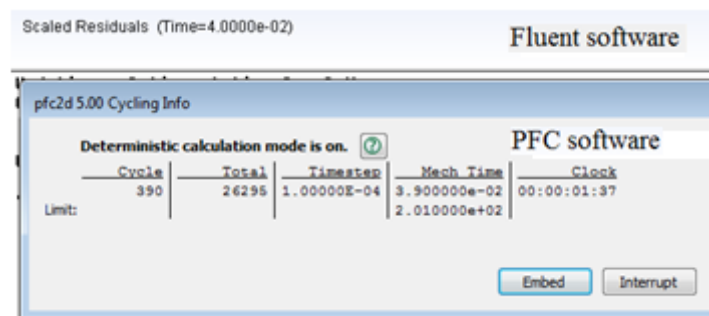 Scaled Residuals (Time=4.0000e-02)
Fluent software
pfc2d 5.00 Cycling Info
Deterministic calculation mode is on.
PFC software
Cycle Total Timestep Mech Time Clock
390 26295 1.00000E-04 3.900000e-02 00:00:01:37
Limit: 2.010000e+02
Embed Interrupt